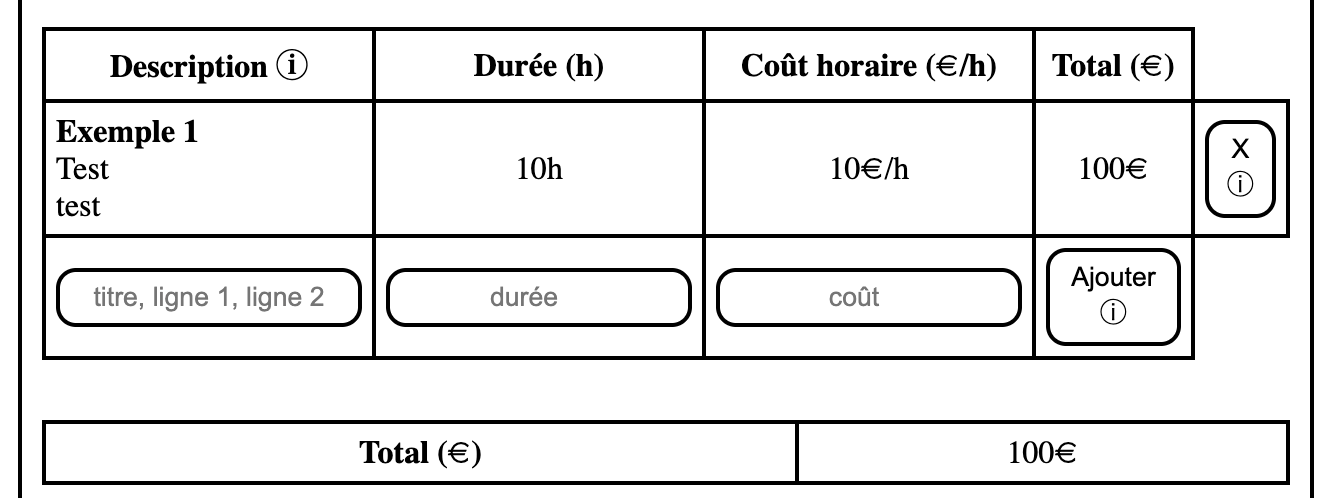 Description ⓘ
Durée (h)
Coût horaire (€/h)
Total (€)
Exemple 1
Test
test
10h
10€/h
100€
X
ⓘ
titre, ligne 1, ligne 2
durée
coût
Ajouter
ⓘ
Total (€)
100€